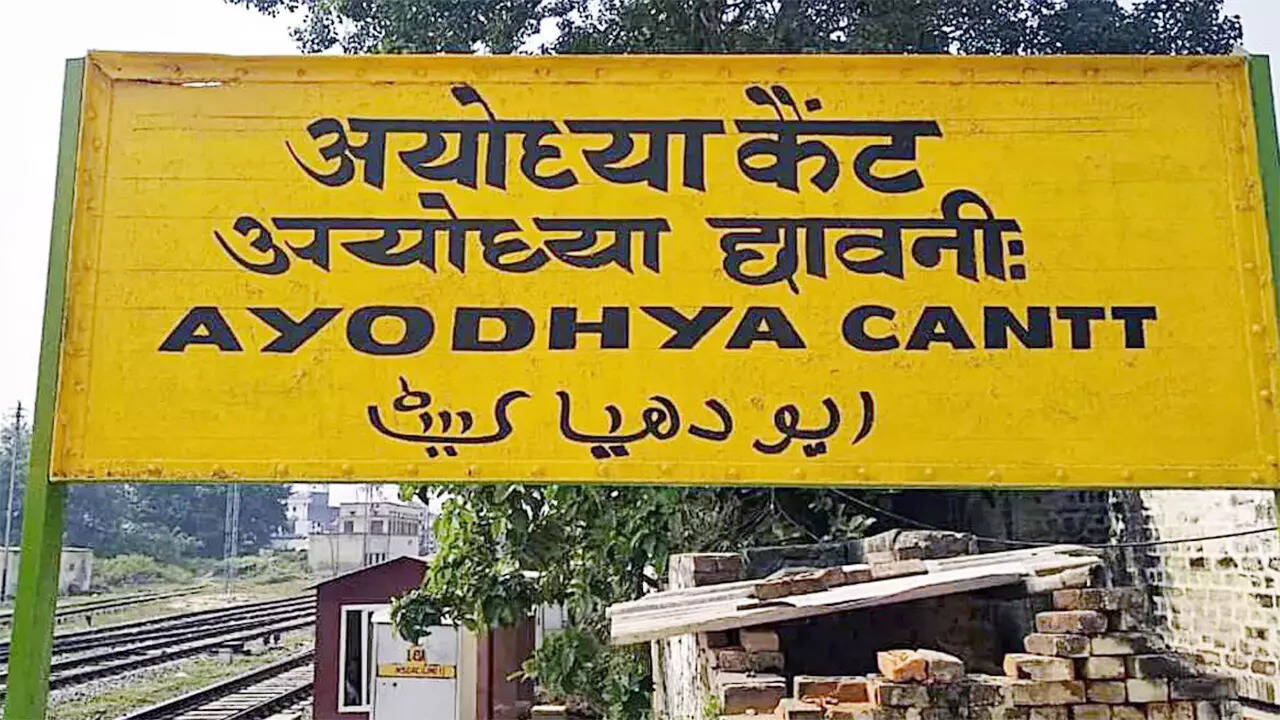 अयोध्या कैंट
अयोध्या छावनीः
AYODHYA CANTT
ایودھیا کینٹ